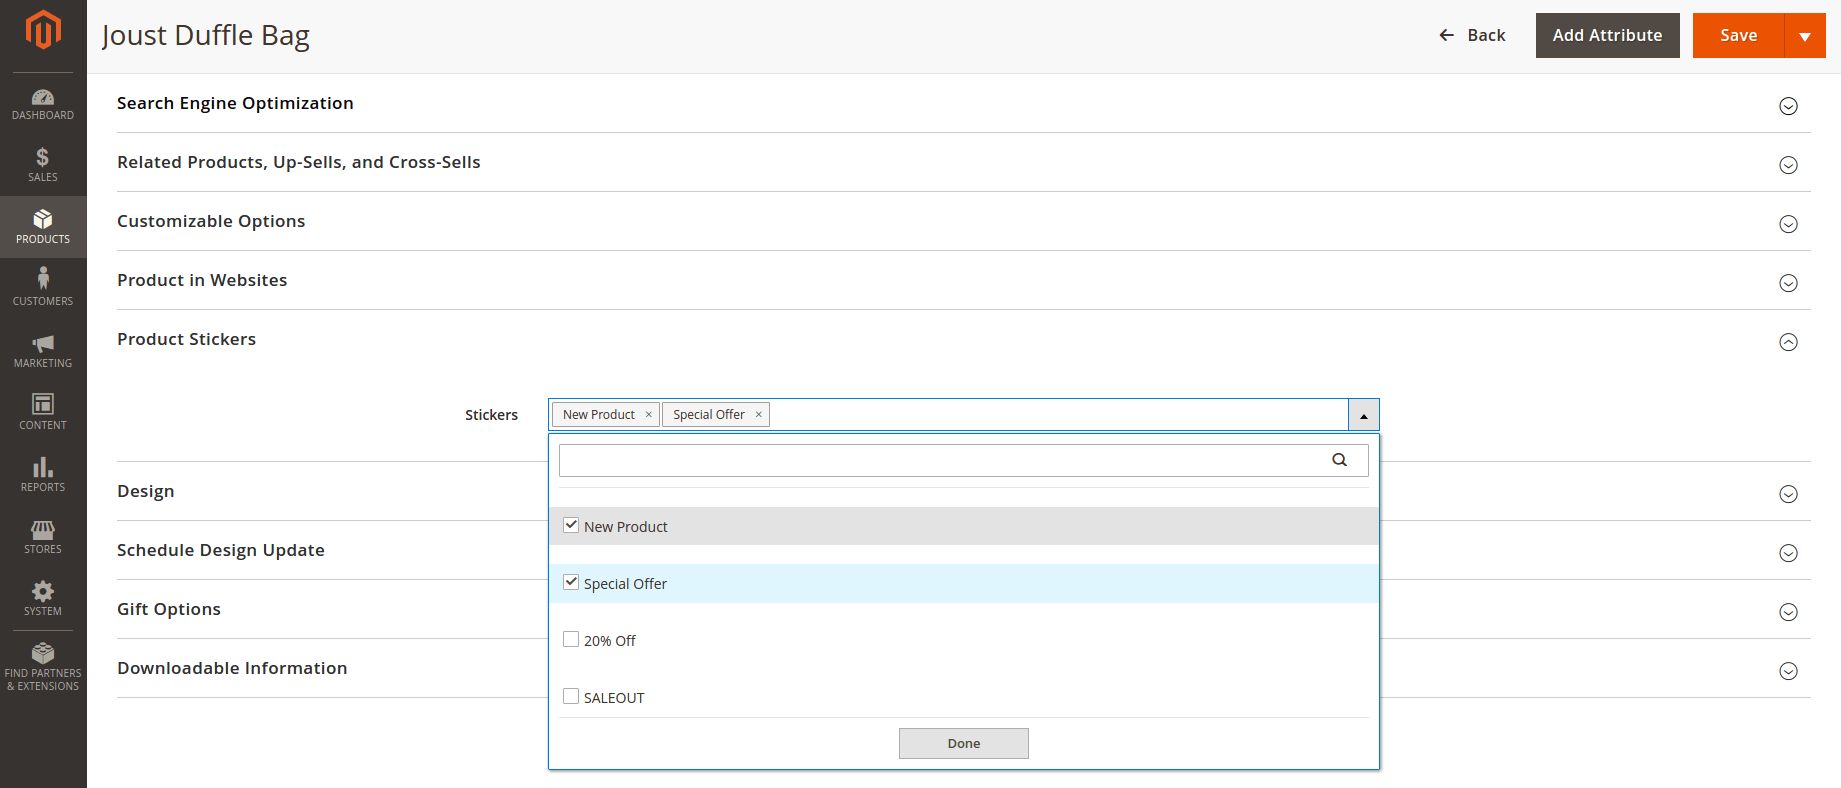 Joust Duffle Bag
Back
Add Attribute
Save
DASHBOARD
SALES
PRODUCTS
CUSTOMERS
MARKETING
CONTENT
REPORTS
STORES
SYSTEM
FIND PARTNERS
& EXTENSIONS
Search Engine Optimization
Related Products, Up-Sells, and Cross-Sells
Customizable Options
Product in Websites
Product Stickers
Stickers
New Product
Special Offer
New Product
Special Offer
20% Off
SALEOUT
Done
Design
Schedule Design Update
Gift Options
Downloadable Information